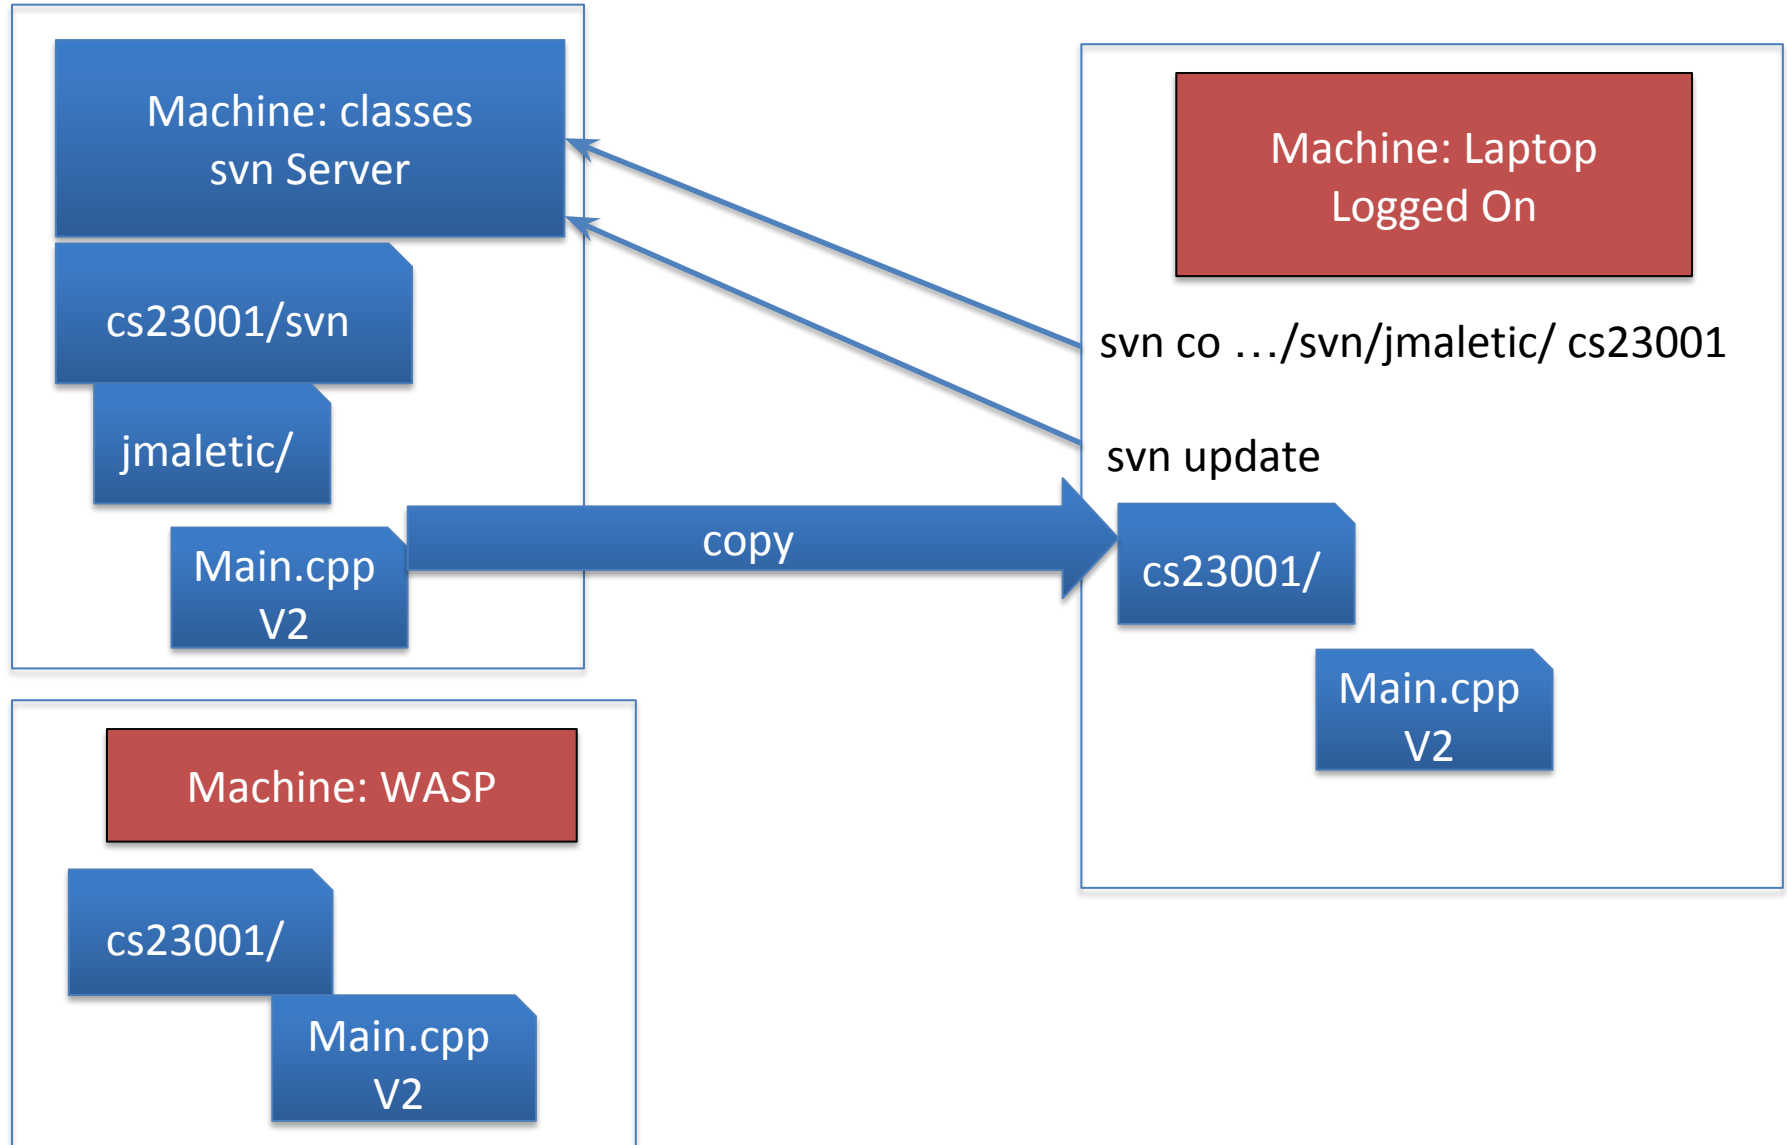 Machine: classes
svn Server
cs23001/svn
jmaletic/
Main.cpp
V2
copy
Machine: Laptop
Logged On
svn co …/svn/jmaletic/ cs23001
svn update
cs23001/
Main.cpp
V2
Machine: WASP
cs23001/
Main.cpp
V2